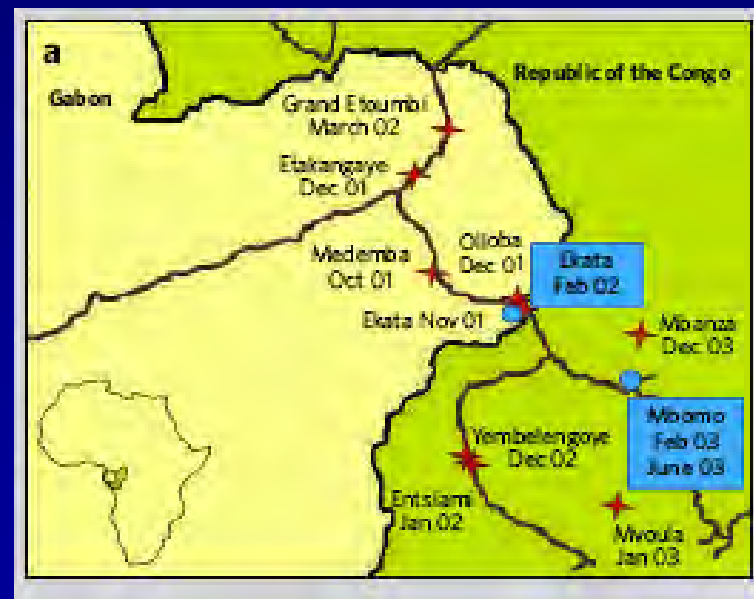 a
Gabon
Republic of the Congo
Grand Etoumbi
March 02
Etakangaye
Dec 01
Medemba
Oct 01
Olloba
Dec 01
Ekata
Feb 02
Ekata Nov 01
Mbanza
Dec 03
Mbomo
Feb 03
June 03
Yembelengoye
Dec 02
Entsiami
Jan 02
Mvoula
Jan 03